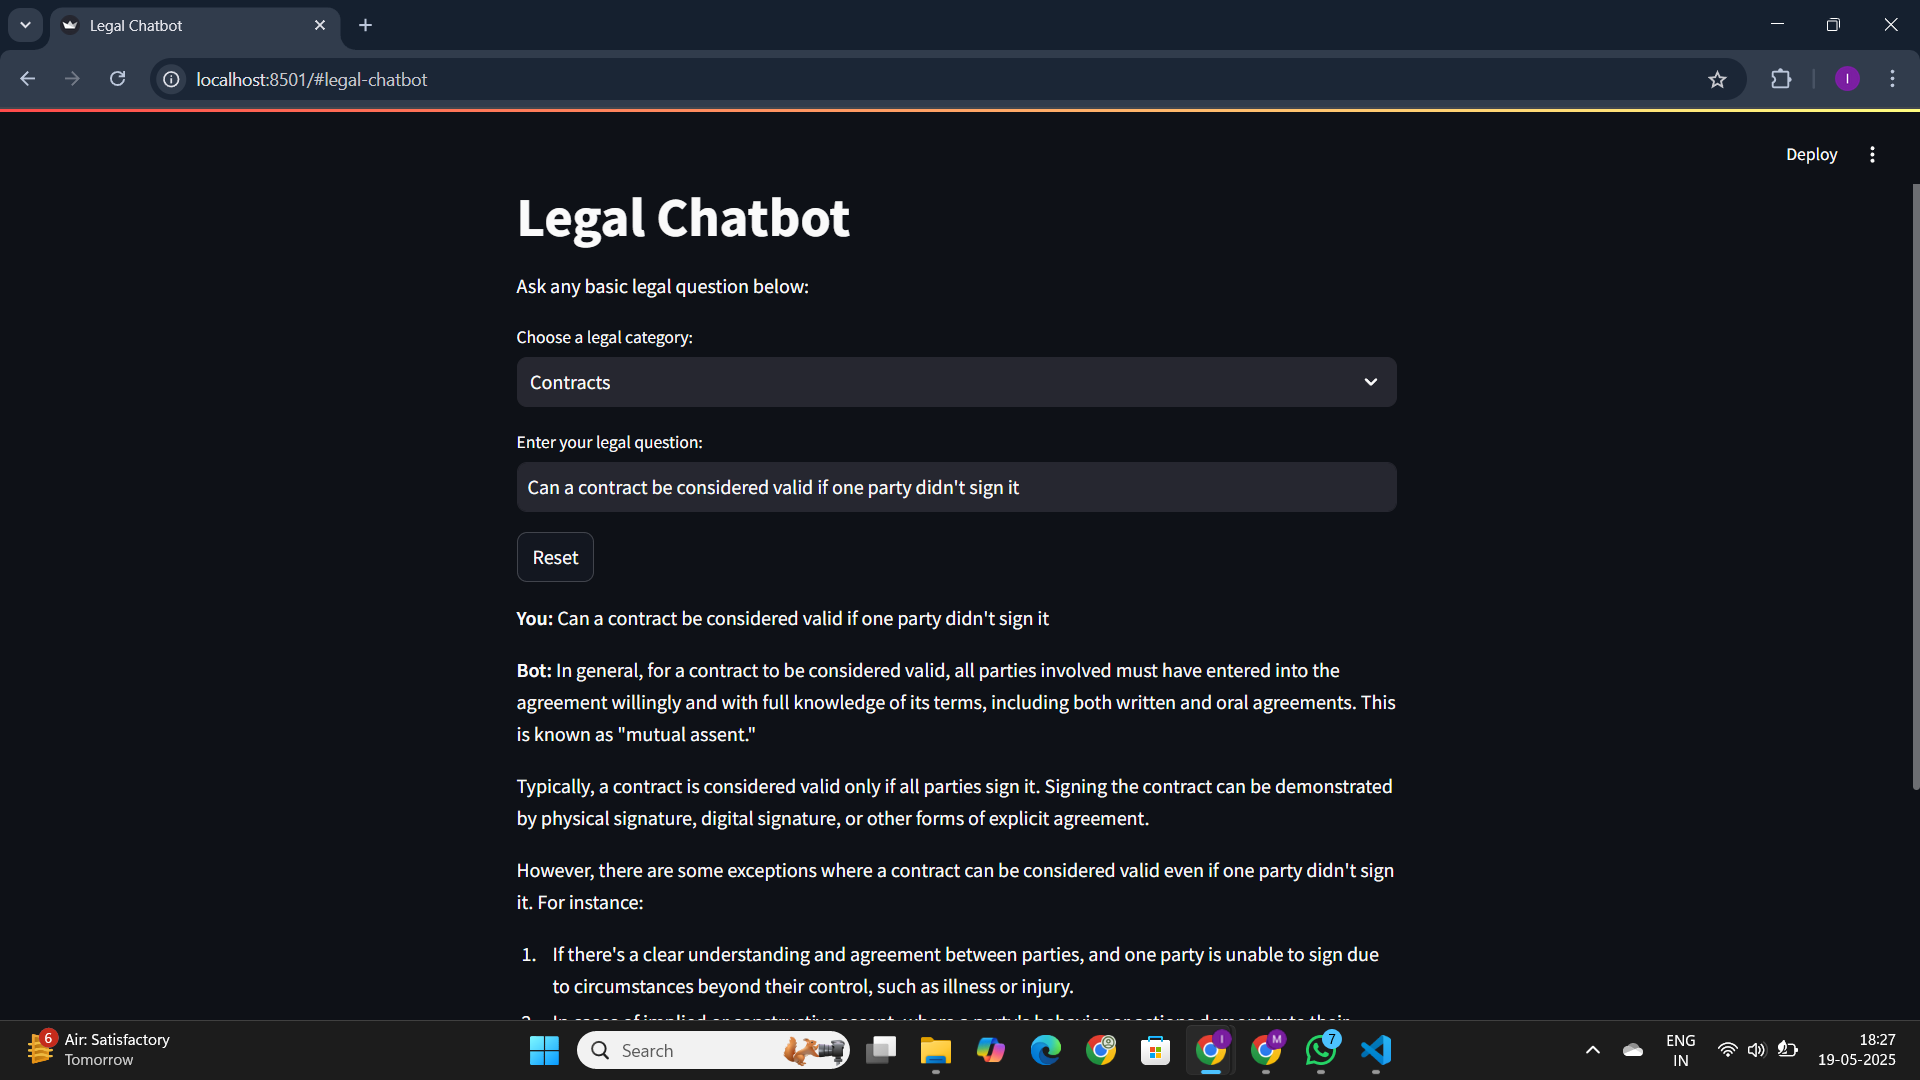 Legal Chatbot
localhost:8501/#legal-chatbot
I
Deploy
Legal Chatbot
Ask any basic legal question below:
Choose a legal category:
Contracts
Enter your legal question:
Can a contract be considered valid if one party didn't sign it
Reset
You: Can a contract be considered valid if one party didn't sign it
Bot: In general, for a contract to be considered valid, all parties involved must have entered into the
agreement willingly and with full knowledge of its terms, including both written and oral agreements. This
is known as "mutual assent."
Typically, a contract is considered valid only if all parties sign it. Signing the contract can be demonstrated
by physical signature, digital signature, or other forms of explicit agreement.
However, there are some exceptions where a contract can be considered valid even if one party didn't sign
it. For instance:
1. If there's a clear understanding and agreement between parties, and one party is unable to sign due
to circumstances beyond their control, such as illness or injury.
6
Air: Satisfactory
Tomorrow
Search
I
M
7
ENG
IN
18:27
19-05-2025